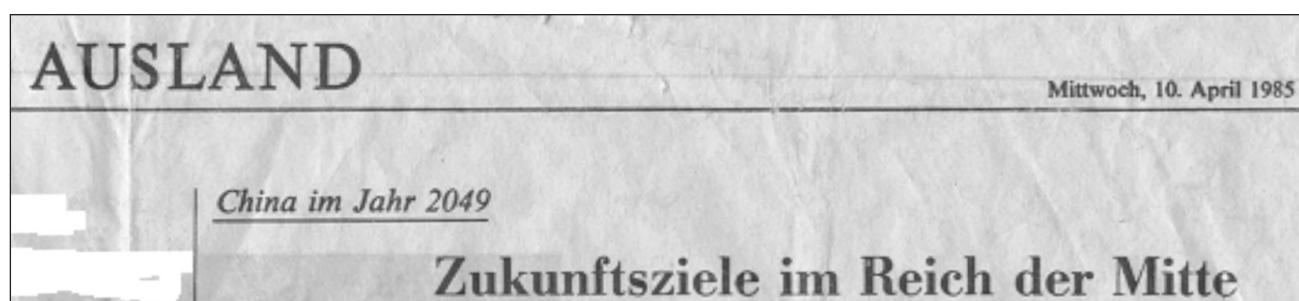 AUSLAND
Mittwoch, 10. April 1985
China im Jahr 2049
Zukunftsziele im Reich der Mitte